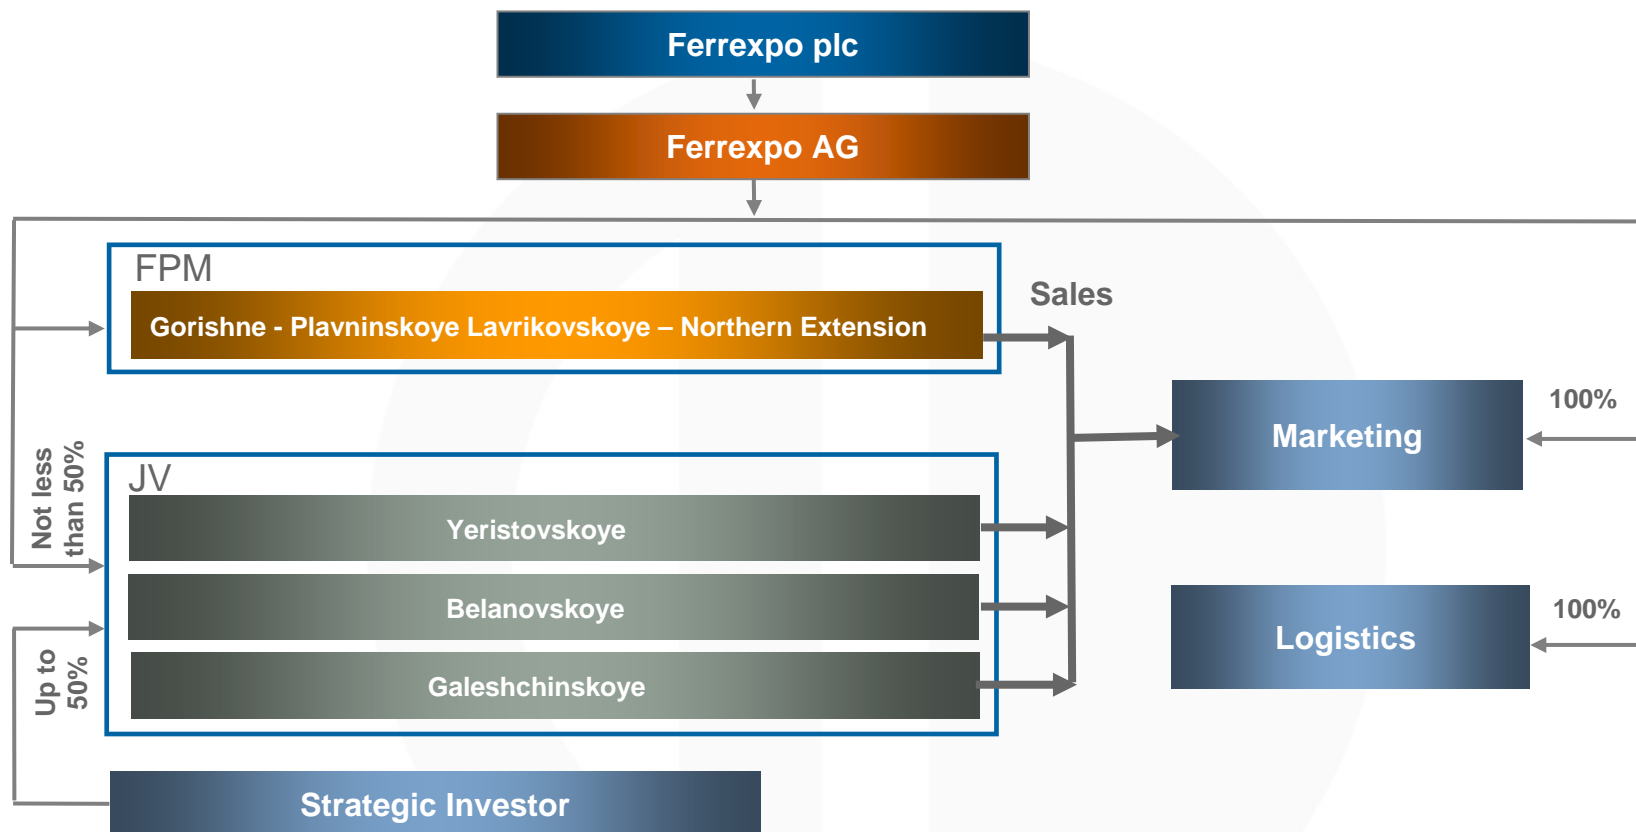 Ferrexpo plc
Ferrexpo AG
FPM
Gorishne - Plavninskoye Lavrikovskoye – Northern Extension
Sales
Marketing
100%
Not less
than 50%
JV
Yeristovskoye
Belanovskoye
Galeshchinskoye
Logistics
100%
Up to
50%
Strategic Investor